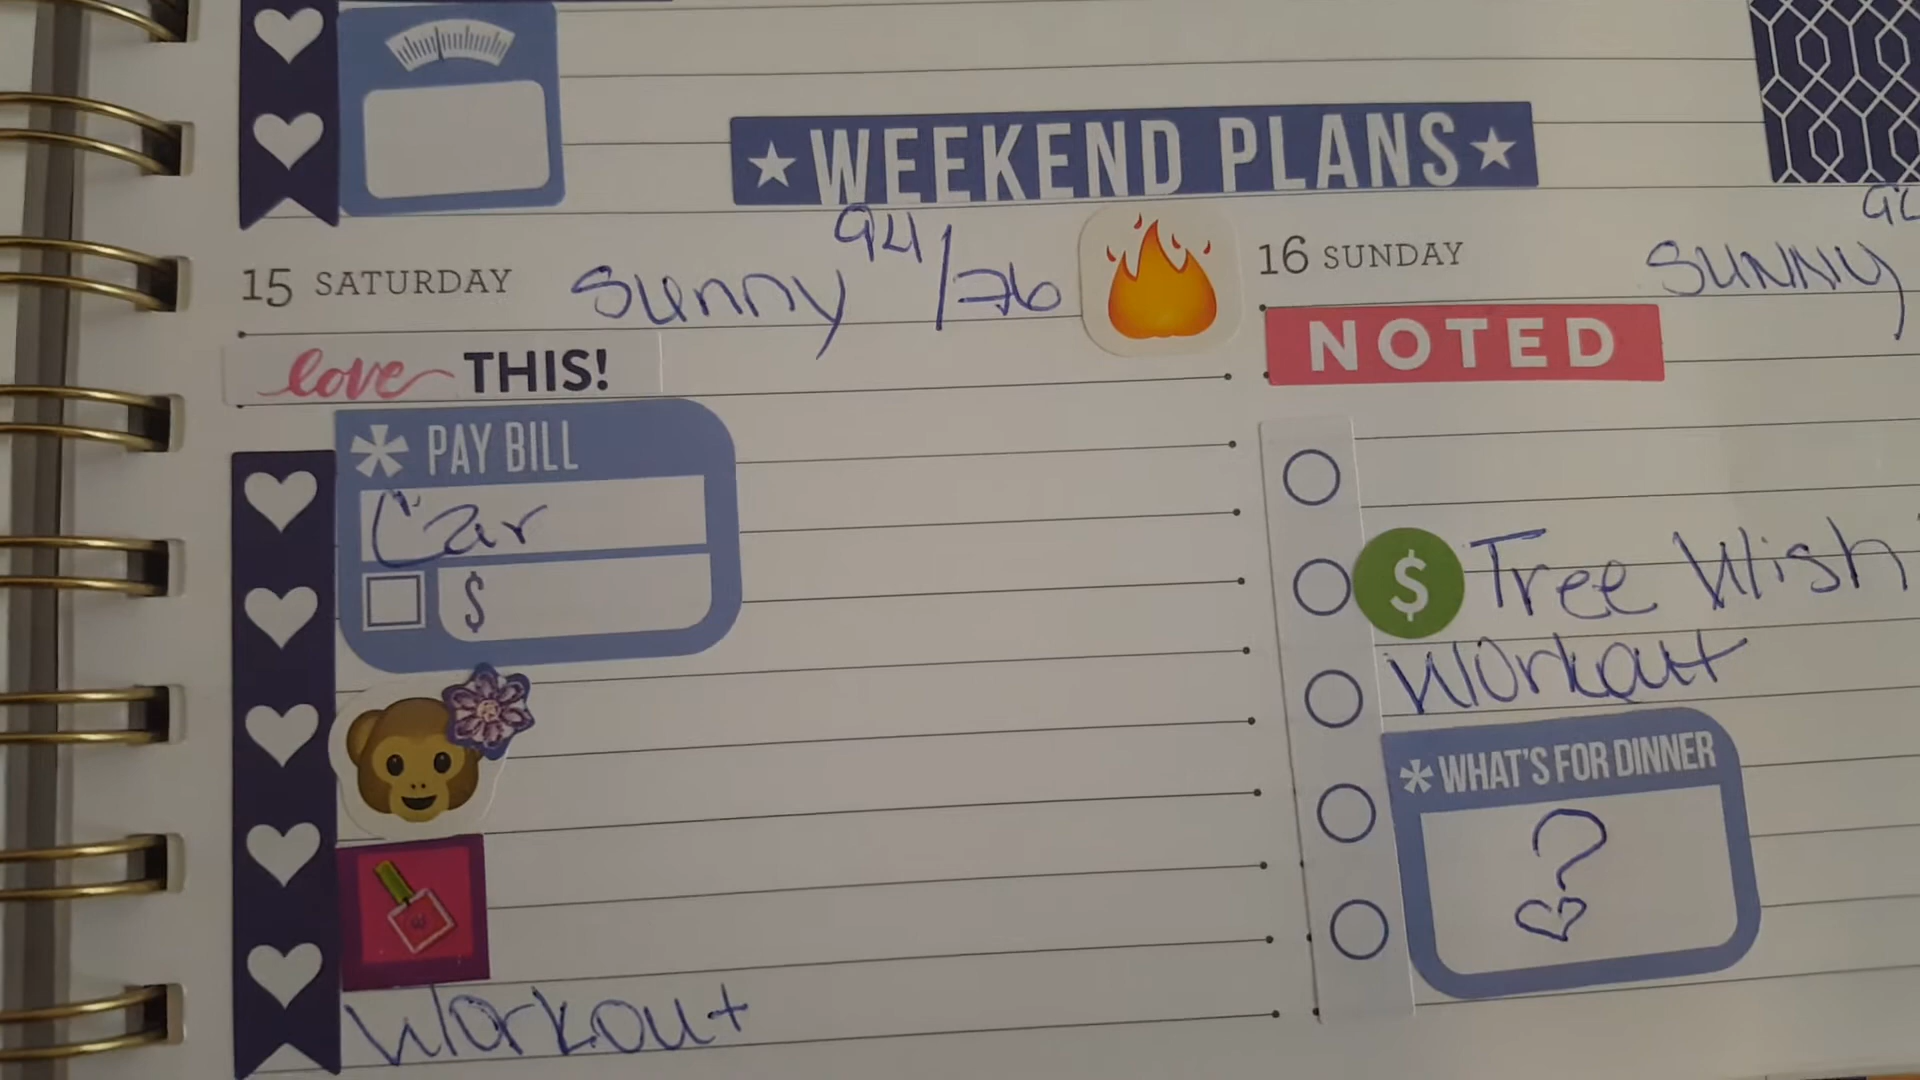 ★ WEEKEND PLANS ★
15 SATURDAY Sunny 94/76
love THIS!
* PAY BILL
Car
$
Workout
16 SUNDAY SUNNY
NOTED
$ Tree Wish
Workout
* WHAT'S FOR DINNER
?